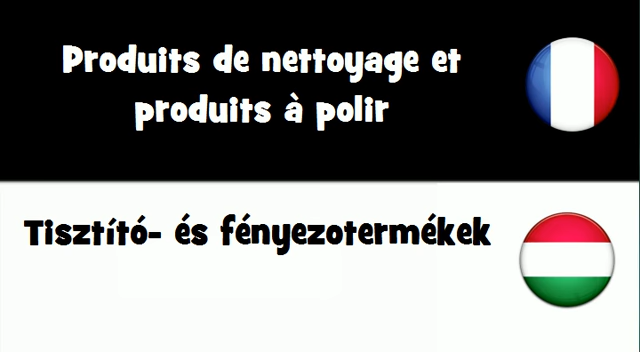 Produits de nettoyage et
produits à polir
Tisztító- és fényezotermékek